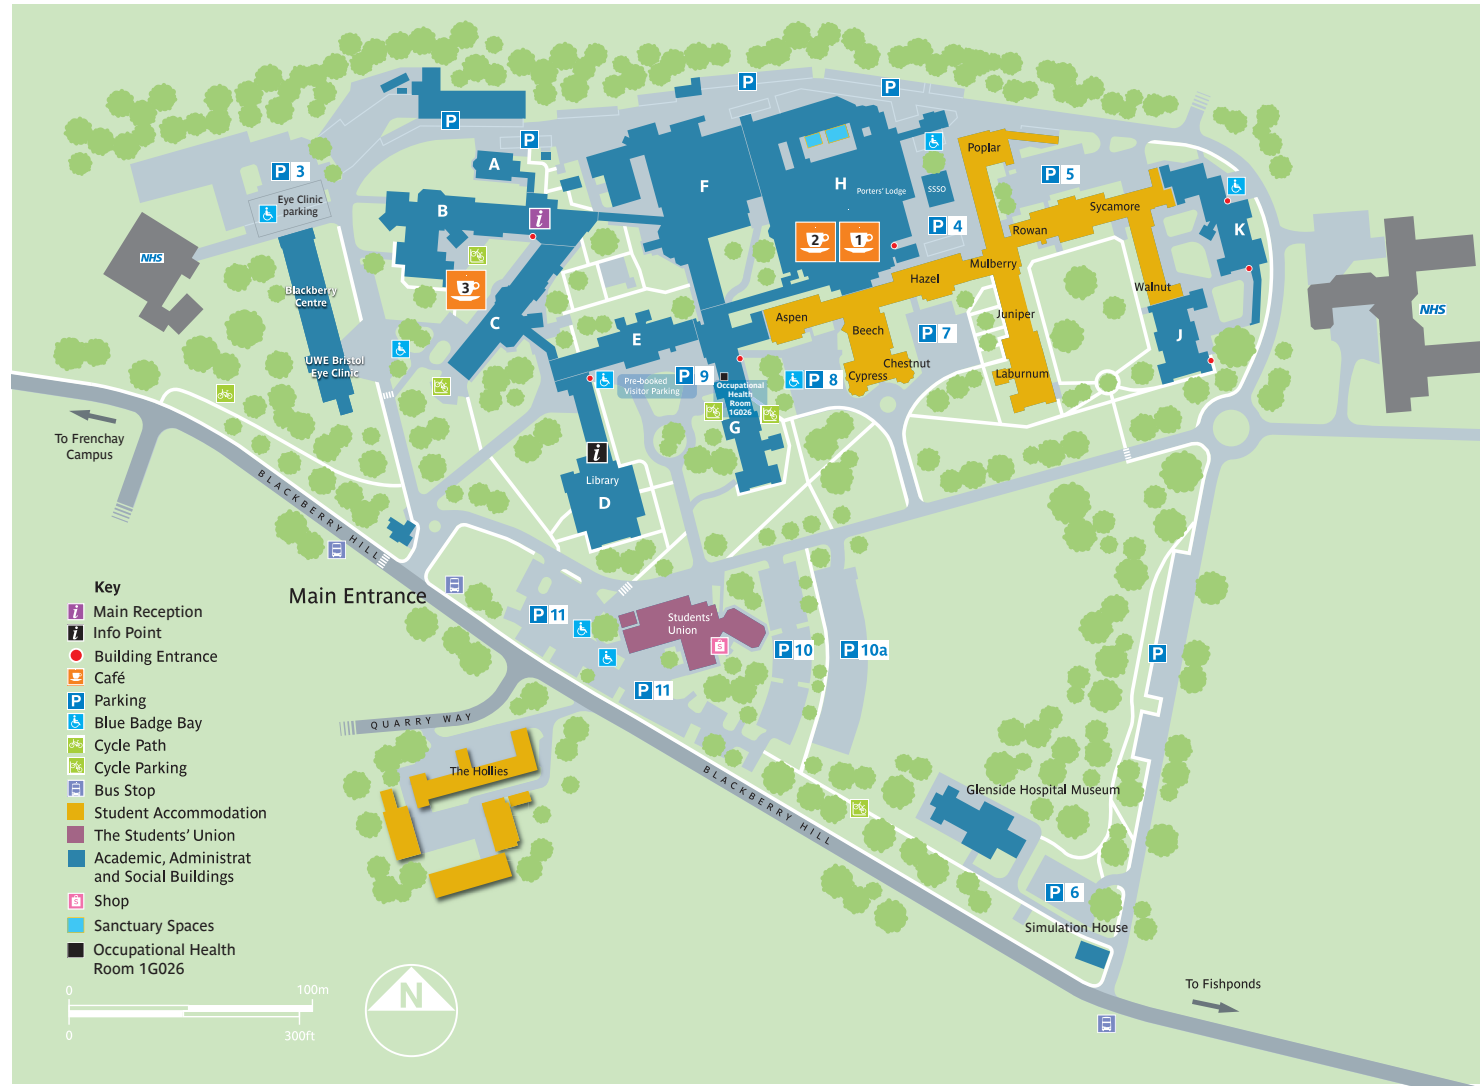 P
P
P
P
A
P 3
Eye Clinic
parking
B
i
F
H
Porters' Lodge
SSSO
2
1
P 4
Poplar
P 5
Sycamore
Rowan
K
NHS
Blackberry
Centre
3
C
Mulberry
Hazel
Walnut
NHS
Aspen
Juniper
Beech
P 7
J
E
UWE Bristol
Eye Clinic
Chestnut
Cypress
Laburnum
Pre-booked
Visitor Parking
P 9
Occupational
Health
Room
1G026
P 8
G
To Frenchay
Campus
i
Library
D
BLACKBERRY HILL
Main Entrance
Key
i Main Reception
i Info Point
Building Entrance
Café
P Parking
Blue Badge Bay
Cycle Path
Cycle Parking
Bus Stop
Student Accommodation
The Students' Union
Academic, Administrat
and Social Buildings
S Shop
Sanctuary Spaces
Occupational Health
Room 1G026
0 100m
0 300ft
N
P 11
Students'
Union
S
P 10
P 10a
P
P 11
QUARRY WAY
The Hollies
BLACKBERRY HILL
Glenside Hospital Museum
P 6
Simulation House
To Fishponds